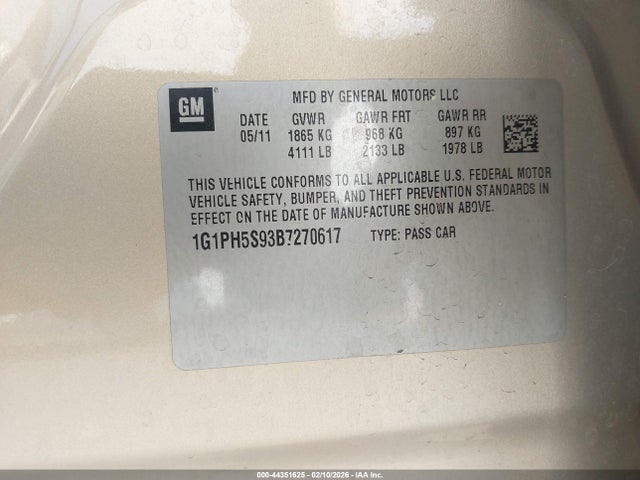 GM
MFD BY GENERAL MOTORS LLC
DATE GVWR GAWR FRT GAWR RR
05/11 1865 KG 968 KG 897 KG
4111 LB 2133 LB 1978 LB
THIS VEHICLE CONFORMS TO ALL APPLICABLE U.S. FEDERAL MOTOR
VEHICLE SAFETY, BUMPER, AND THEFT PREVENTION STANDARDS IN
EFFECT ON THE DATE OF MANUFACTURE SHOWN ABOVE.
1G1PH5S93B7270617 TYPE: PASS CAR
000-44351625 - 02/10/2026 - IAA Inc.